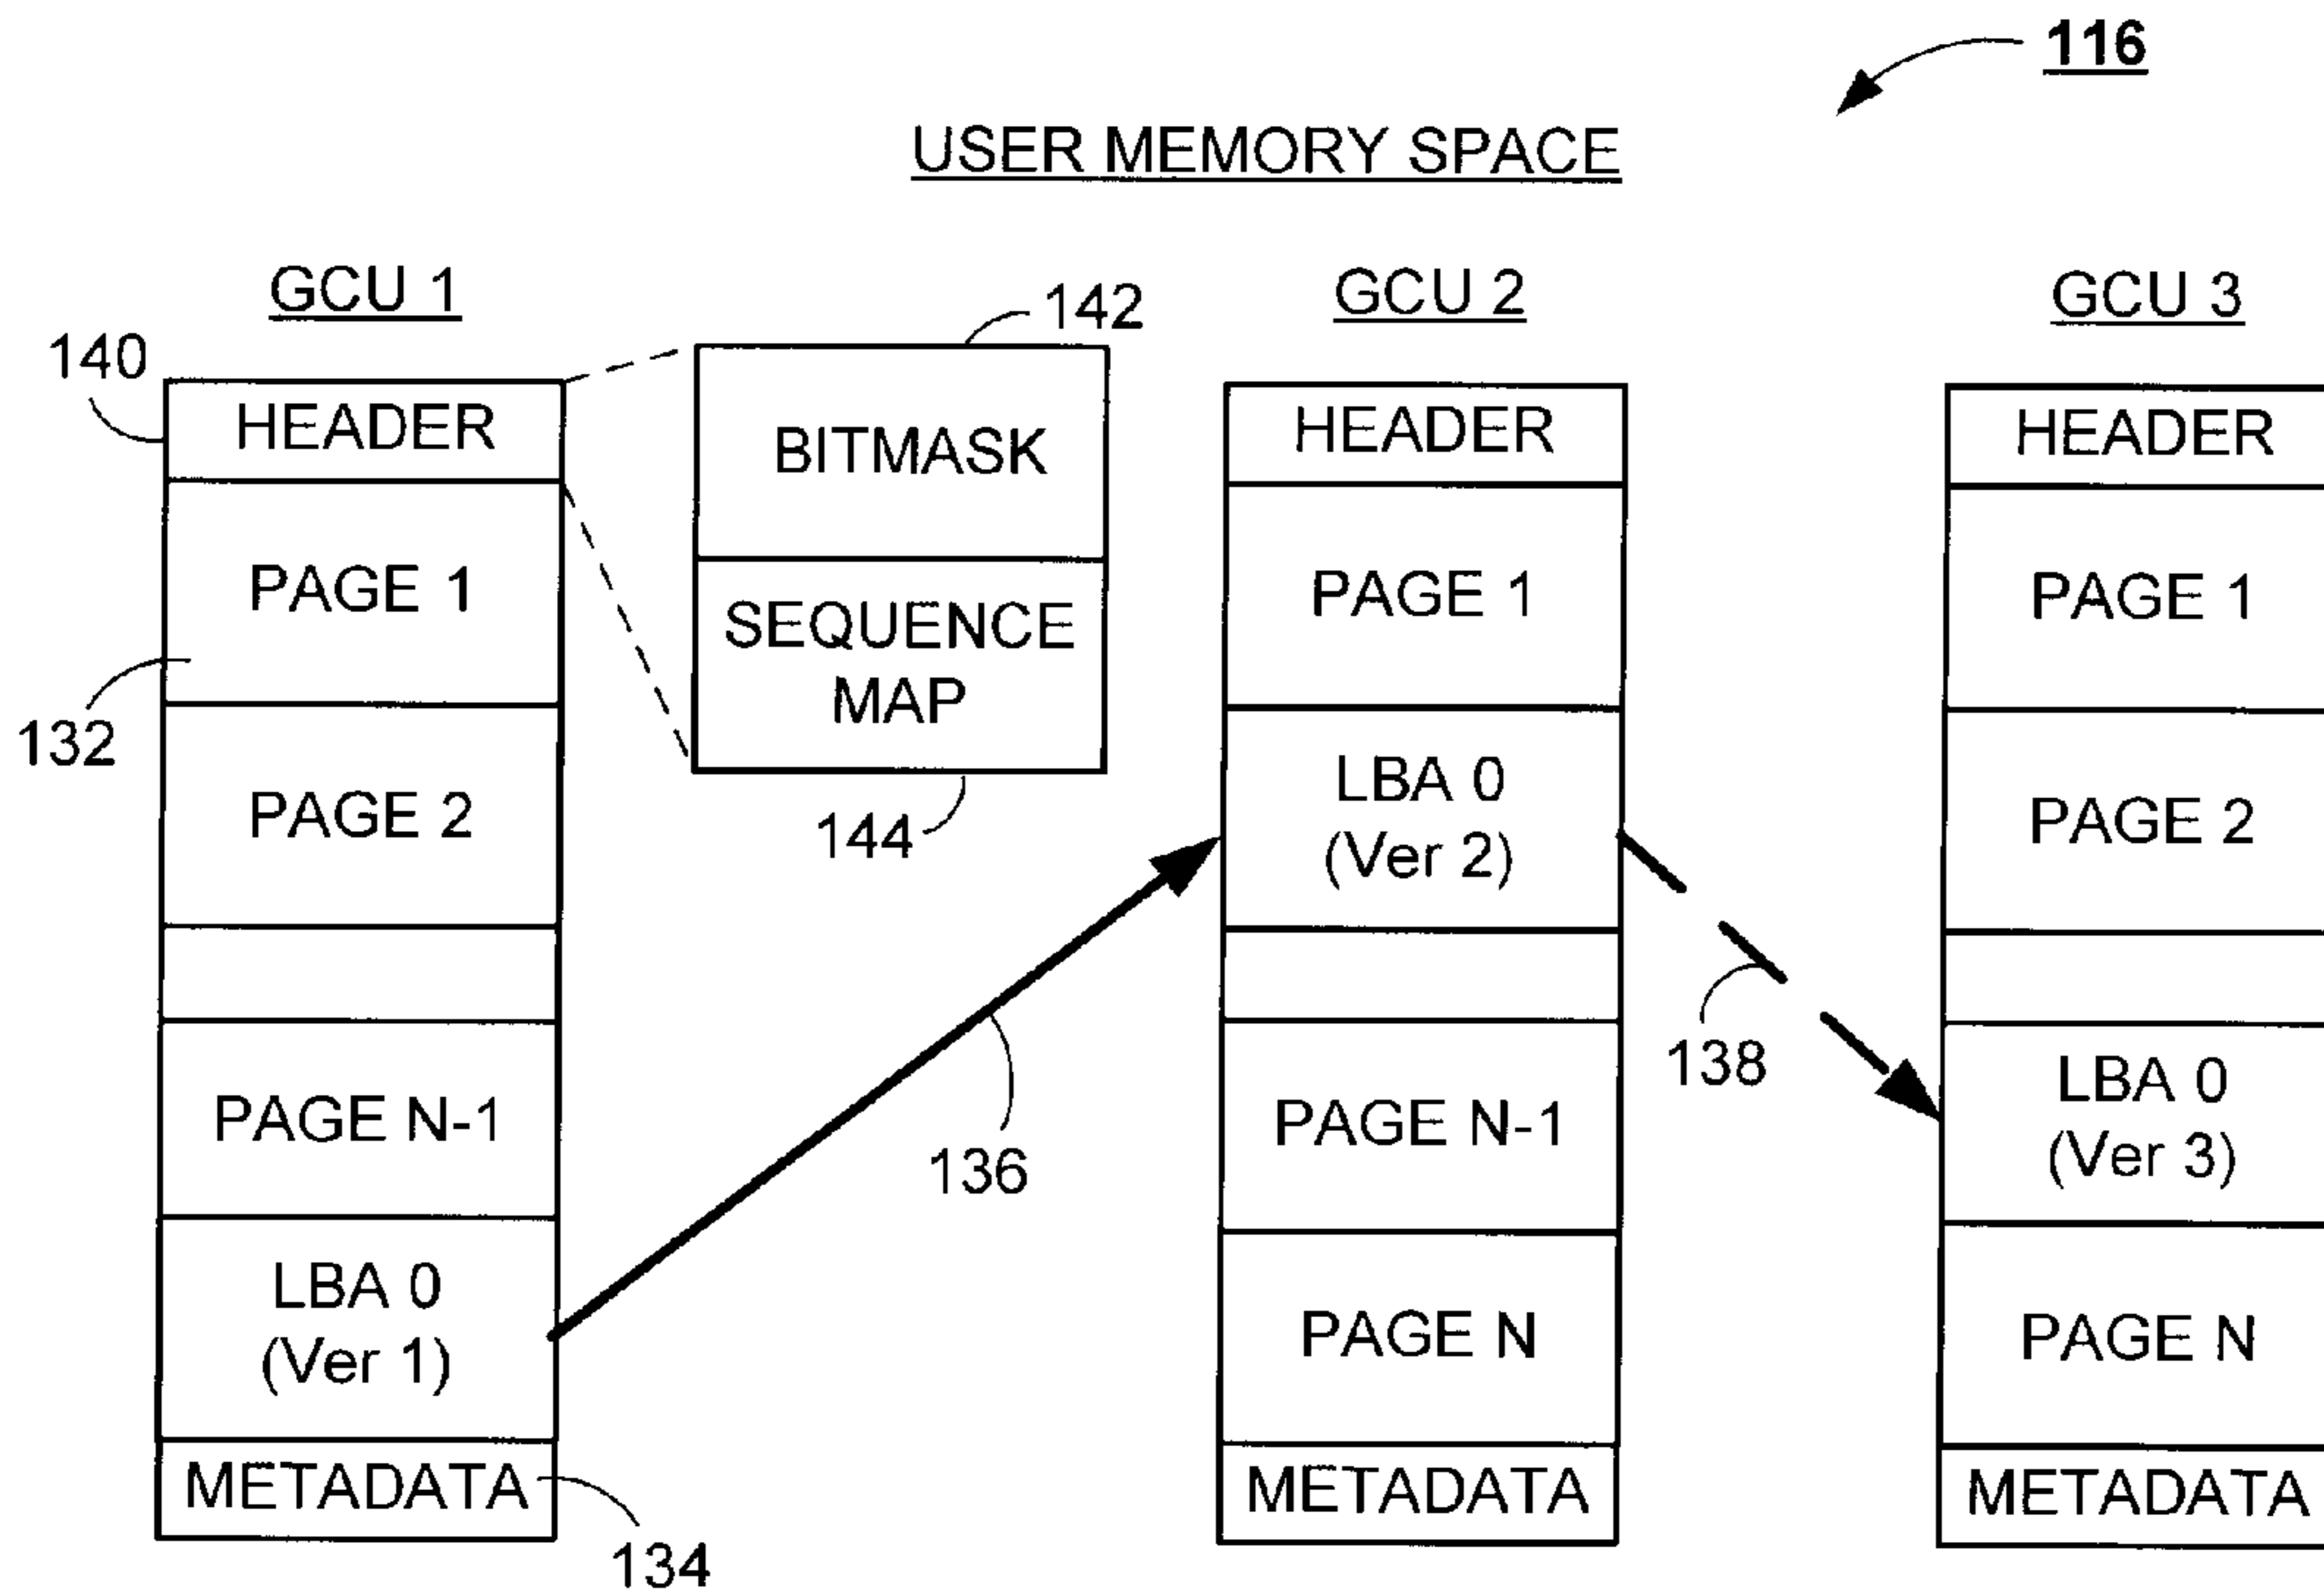 116
USER MEMORY SPACE
GCU 1
GCU 2
GCU 3
140
142
HEADER
BITMASK
SEQUENCE
MAP
144
PAGE 1
132
PAGE 2
PAGE N-1
LBA 0
(Ver 1)
METADATA
134
136
HEADER
PAGE 1
LBA 0
(Ver 2)
PAGE N-1
PAGE N
METADATA
138
HEADER
PAGE 1
PAGE 2
LBA 0
(Ver 3)
PAGE N
METADATA